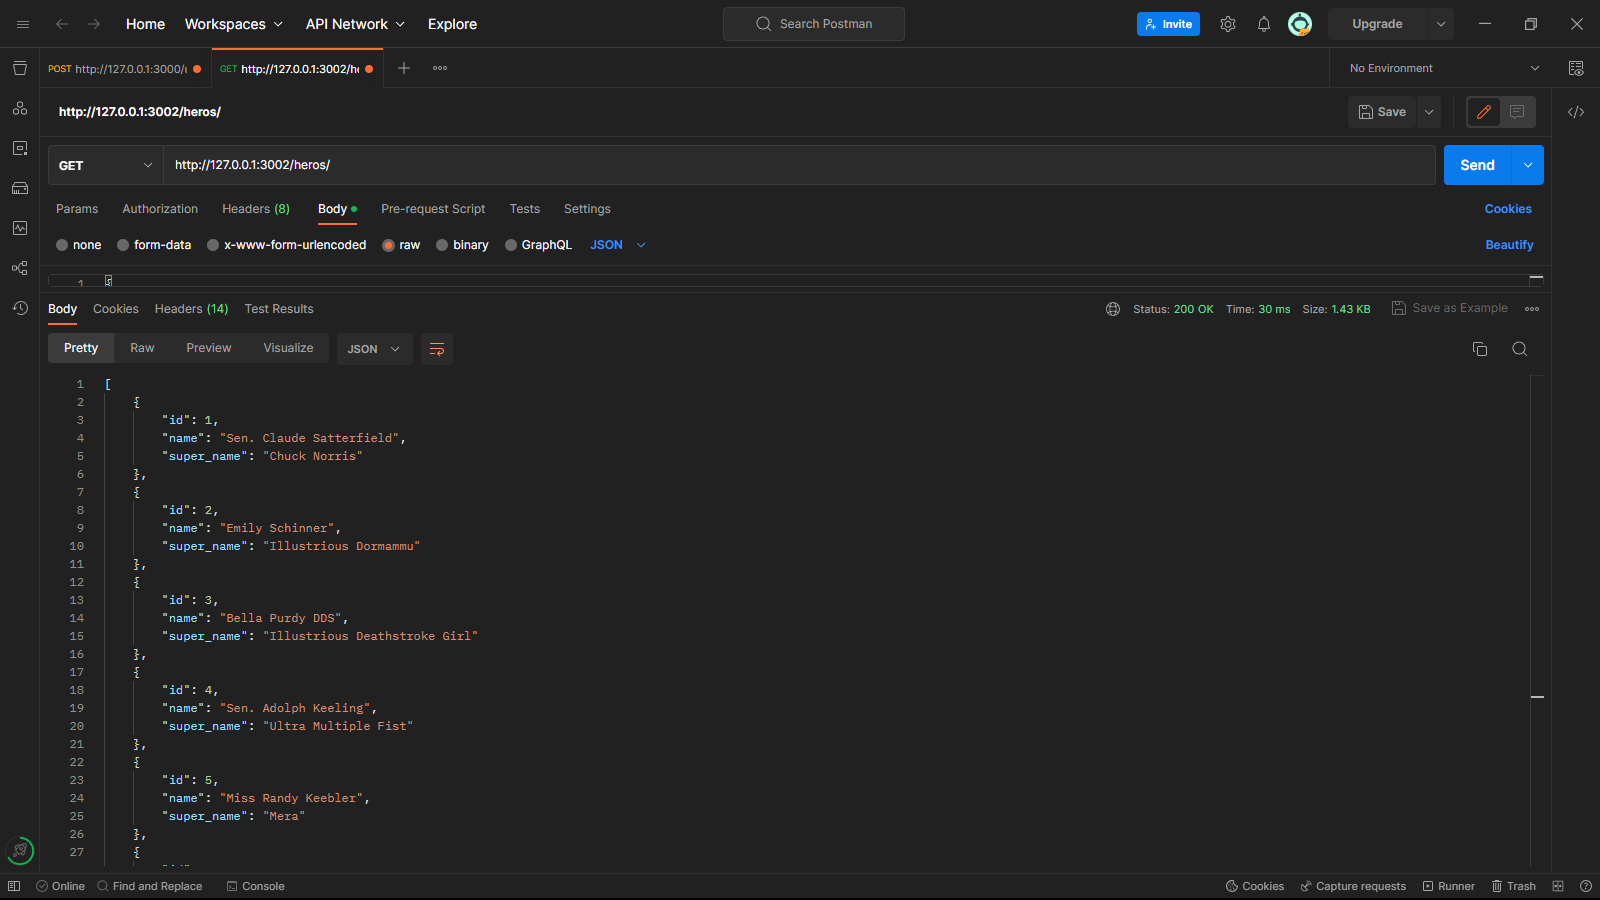 Home Workspaces API Network Explore Search Postman Invite Upgrade
POST http://127.0.0.1:3000/ GET http://127.0.0.1:3002/he No Environment
http://127.0.0.1:3002/heros/ Save
GET http://127.0.0.1:3002/heros/ Send
Params Authorization Headers (8) Body Pre-request Script Tests Settings Cookies
none form-data x-www-form-urlencoded raw binary GraphQL JSON Beautify
1 {
Body Cookies Headers (14) Test Results Status: 200 OK Time: 30 ms Size: 1.43 KB Save as Example
Pretty Raw Preview Visualize JSON
1 [
2 {
3 "id": 1,
4 "name": "Sen. Claude Satterfield",
5 "super_name": "Chuck Norris"
6 },
7 {
8 "id": 2,
9 "name": "Emily Schinner",
10 "super_name": "Illustrious Dormammu"
11 },
12 {
13 "id": 3,
14 "name": "Bella Purdy DDS",
15 "super_name": "Illustrious Deathstroke Girl"
16 },
17 {
18 "id": 4,
19 "name": "Sen. Adolph Keeling",
20 "super_name": "Ultra Multiple Fist"
21 },
22 {
23 "id": 5,
24 "name": "Miss Randy Keebler",
25 "super_name": "Mera"
26 },
27 {
Online Find and Replace Console Cookies Capture requests Runner Trash